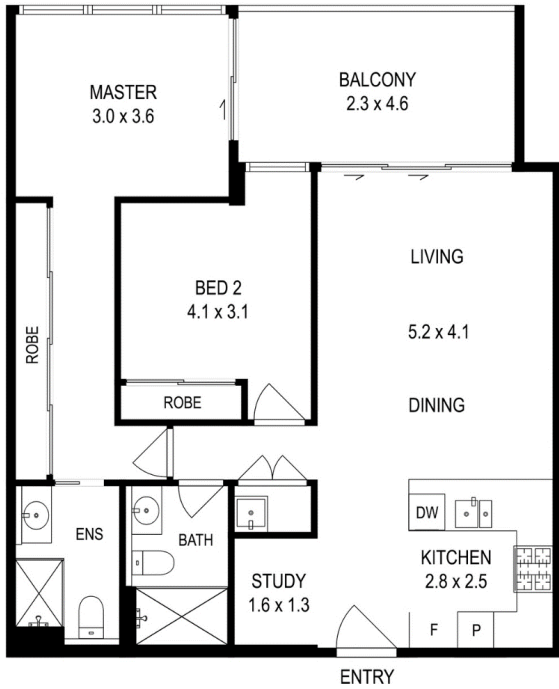 MASTER
3.0 x 3.6
BALCONY
2.3 x 4.6
LIVING
BED 2
4.1 x 3.1
5.2 x 4.1
ROBE
ROBE
DINING
DW
ENS
BATH
KITCHEN
2.8 x 2.5
STUDY
1.6 x 1.3
F
P
ENTRY